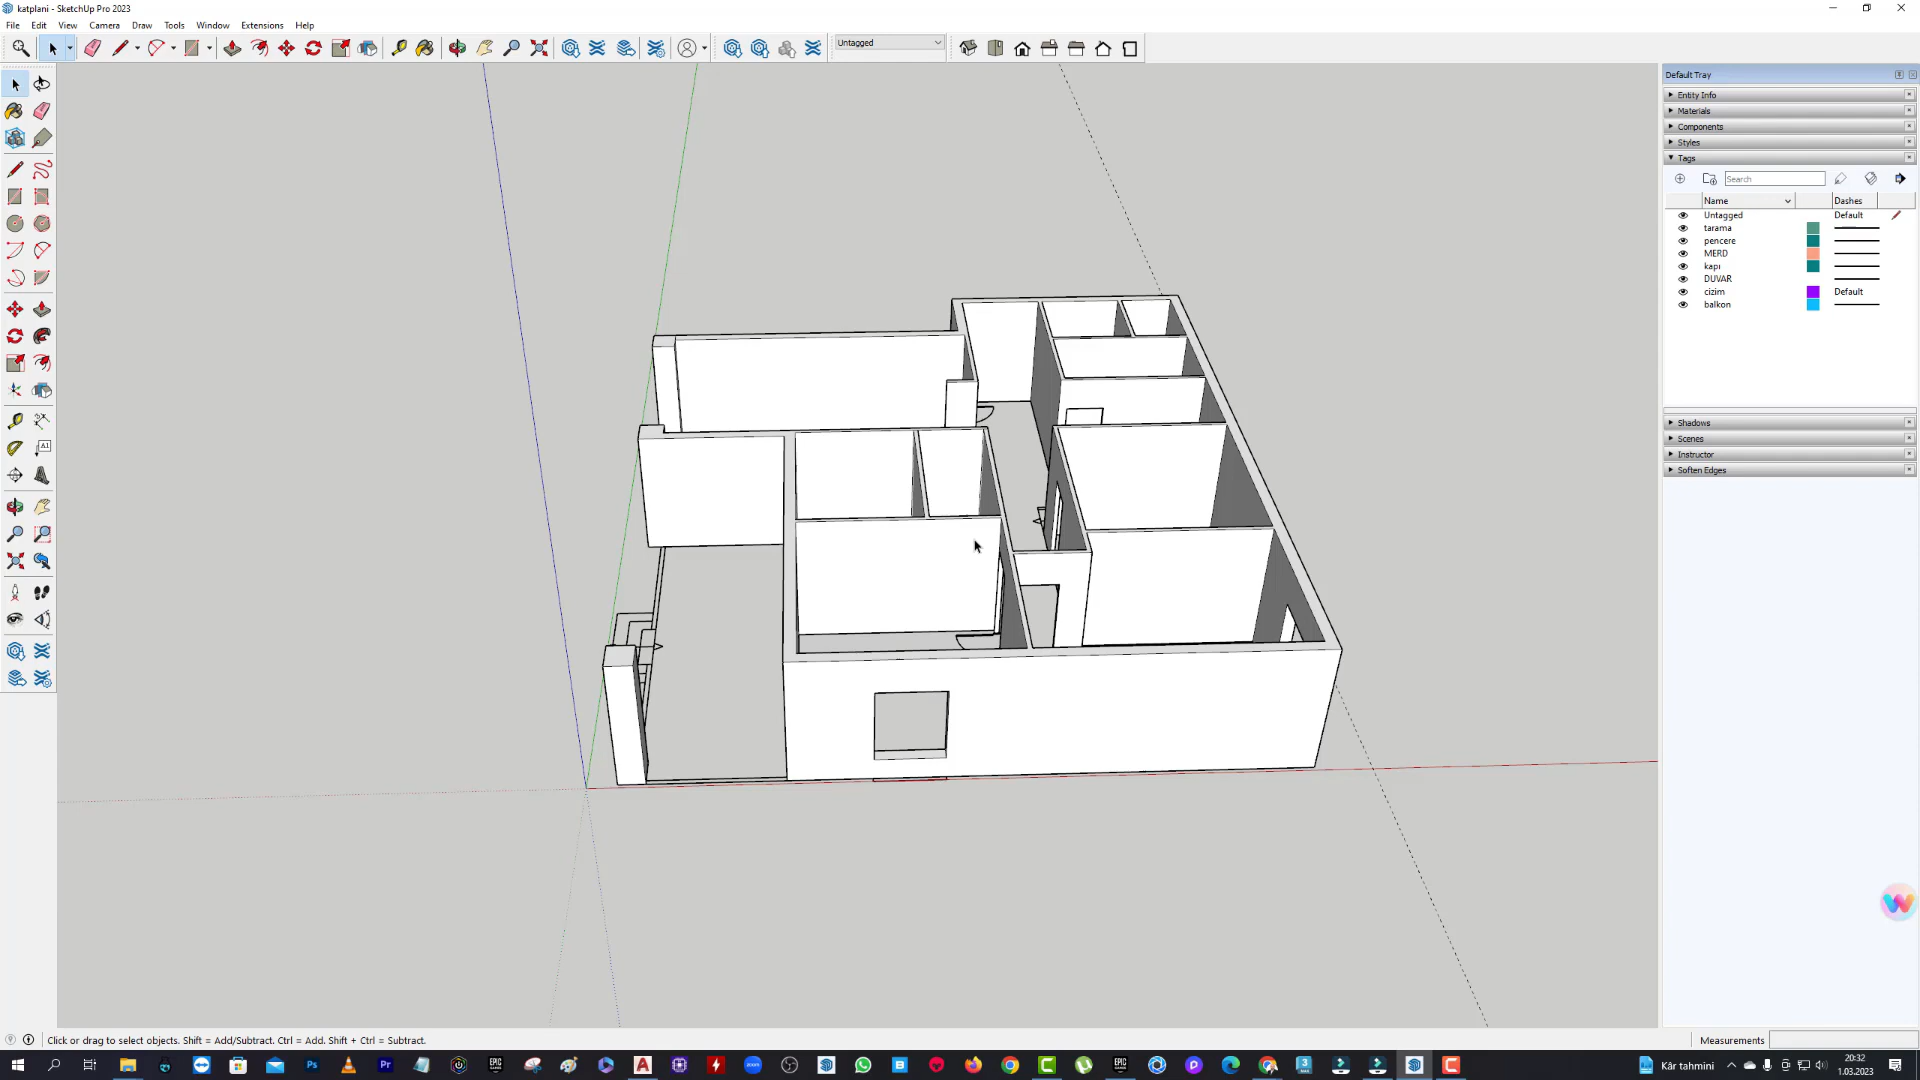 katplani - SketchUp Pro 2023
File Edit View Camera Draw Tools Window Extensions Help
Untagged
Default Tray
Entity Info
Materials
Components
Styles
Tags
Search
Name Dashes
Untagged Default
tarama
pencere
MERD
kapı
DUVAR
cizim Default
balkon
Shadows
Scenes
Instructor
Soften Edges
Click or drag to select objects. Shift = Add/Subtract. Ctrl = Add. Shift + Ctrl = Subtract.
Measurements
Kâr tahmini
20:32
1.03.2023